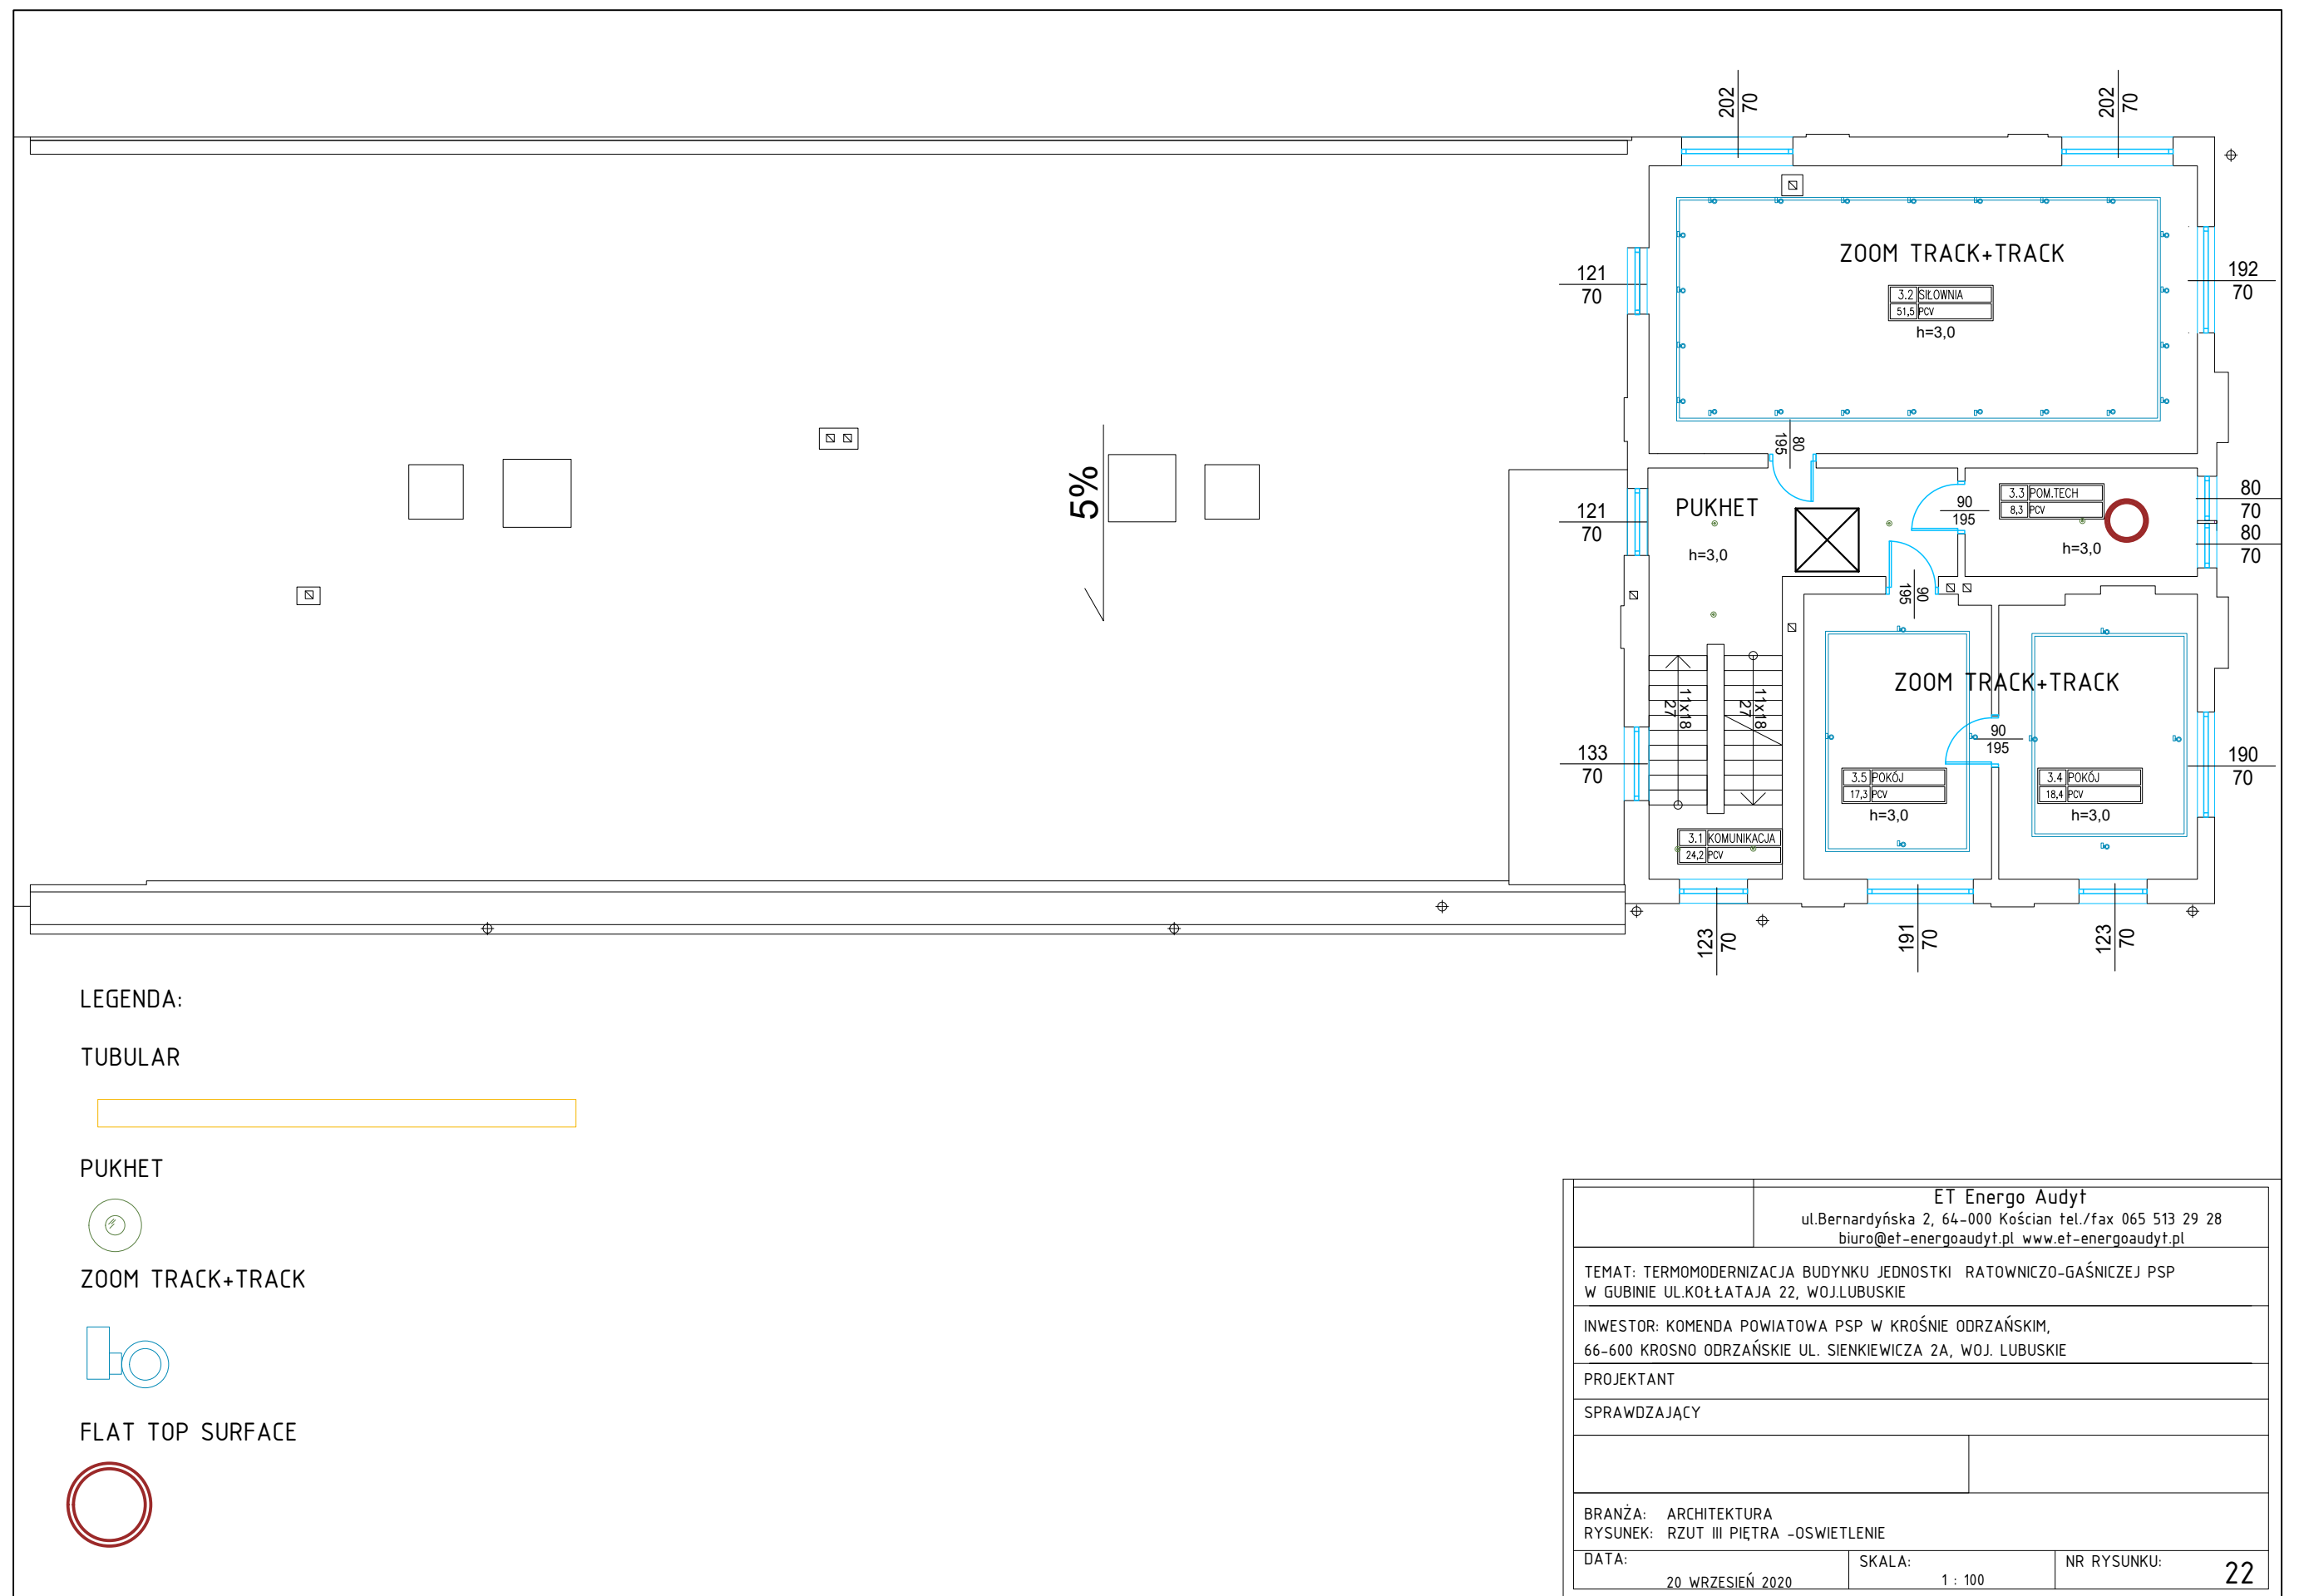 202
70
202
70
121
70
ZOOM TRACK+TRACK
3.2 SIŁOWNIA
51,5 PCV
h=3,0
192
70
5%
80
195
121
70
PUKHET
h=3,0
90
195
3.3 POM.TECH
8,3 PCV
h=3,0
80
70
80
70
90
195
ZOOM TRACK+TRACK
11x18
27
11x18
27
133
70
90
195
190
70
3.5 POKÓJ
17,3 PCV
h=3,0
3.4 POKÓJ
18,4 PCV
h=3,0
3.1 KOMUNIKACJA
24,2 PCV
123
70
191
70
123
70
LEGENDA:
TUBULAR
PUKHET
ZOOM TRACK+TRACK
FLAT TOP SURFACE
ET Energo Audyt
ul.Bernardyńska 2, 64-000 Kościan tel./fax 065 513 29 28
biuro@et-energoaudyt.pl www.et-energoaudyt.pl
TEMAT: TERMOMODERNIZACJA BUDYNKU JEDNOSTKI RATOWNICZO-GAŚNICZEJ PSP
W GUBINIE UL.KOŁŁATAJA 22, WOJ.LUBUSKIE
INWESTOR: KOMENDA POWIATOWA PSP W KROŚNIE ODRZAŃSKIM,
66-600 KROSNO ODRZAŃSKIE UL. SIENKIEWICZA 2A, WOJ. LUBUSKIE
PROJEKTANT
SPRAWDZAJĄCY
BRANŻA: ARCHITEKTURA
RYSUNEK: RZUT III PIĘTRA -OSWIETLENIE
DATA:
20 WRZESIEŃ 2020
SKALA:
1 : 100
NR RYSUNKU:
22